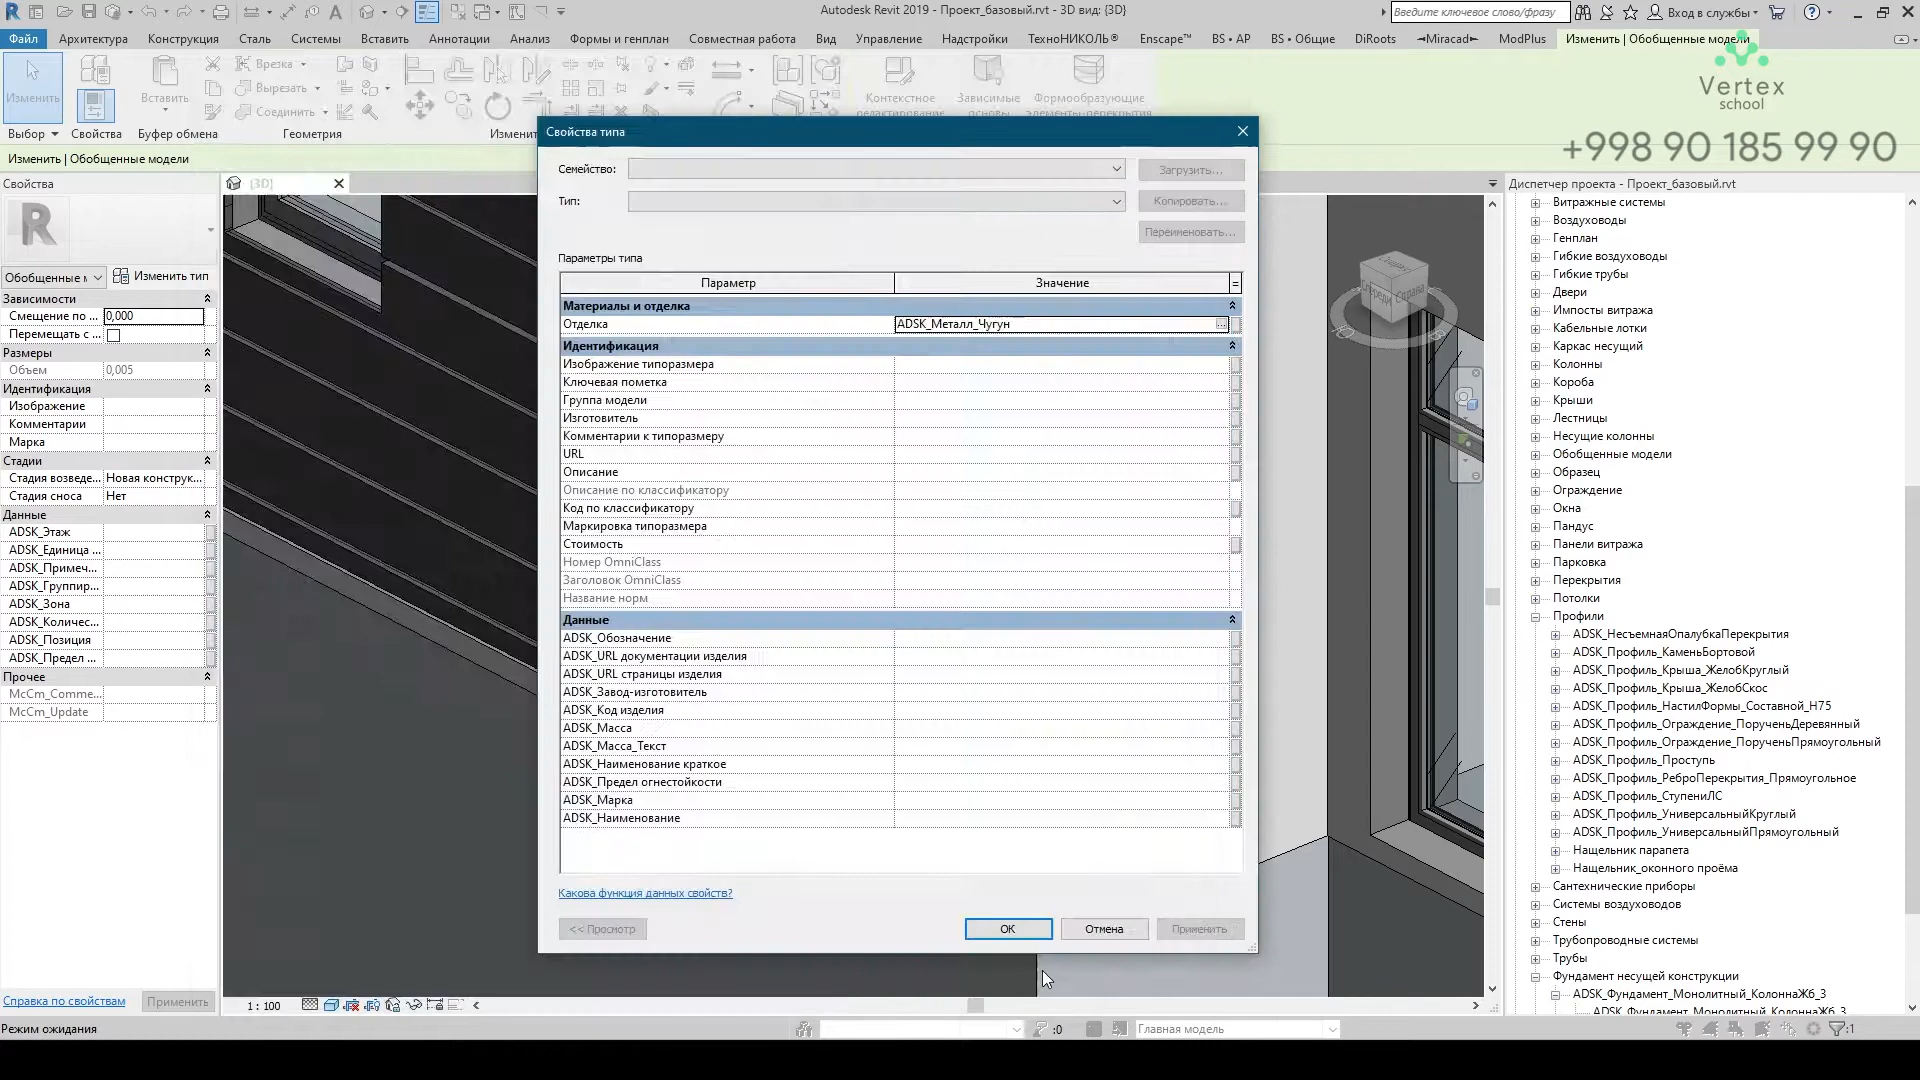 Autodesk Revit 2019 - Проект_базовый.rvt - 3D вид: {3D}
Введите ключевое слово/фразу
Вход в службы
Файл Архитектура Конструкция Сталь Системы Вставить Аннотации Анализ Формы и генплан Совместная работа Вид Управление Надстройки ТехноНИКОЛЬ® Enscape™ BS • АР BS • Общие DiRoots -=Miracad=- ModPlus Изменить | Обобщенные модели
Изменить
Вставить
Врезка
Вырезать
Соединить
Контекстное редактирование
Зависимые основы
Формообразующие элементы-перекрытия
Выбор Свойства Буфер обмена Геометрия Изменит
Vertex
school
+998 90 185 99 90
Изменить | Обобщенные модели
Свойства
Обобщенные м
Изменить тип
Зависимости
Смещение по ... 0,000
Перемещать с ...
Размеры
Объем 0,005
Идентификация
Изображение
Комментарии
Марка
Стадии
Стадия возведе... Новая конструк...
Стадия сноса Нет
Данные
ADSK_Этаж
ADSK_Единица ...
ADSK_Примеч...
ADSK_Группир...
ADSK_Зона
ADSK_Количес...
ADSK_Позиция
ADSK_Предел ...
Прочее
McCm_Comme...
McCm_Update
Справка по свойствам
Применить
{3D}
Свойства типа
Семейство:
Загрузить...
Тип:
Копировать...
Переименовать...
Параметры типа
Параметр Значение =
Материалы и отделка
Отделка ADSK_Металл_Чугун
Идентификация
Изображение типоразмера
Ключевая пометка
Группа модели
Изготовитель
Комментарии к типоразмеру
URL
Описание
Описание по классификатору
Код по классификатору
Маркировка типоразмера
Стоимость
Номер OmniClass
Заголовок OmniClass
Название норм
Данные
ADSK_Обозначение
ADSK_URL документации изделия
ADSK_URL страницы изделия
ADSK_Завод-изготовитель
ADSK_Код изделия
ADSK_Масса
ADSK_Масса_Текст
ADSK_Наименование краткое
ADSK_Предел огнестойкости
ADSK_Марка
ADSK_Наименование
Какова функция данных свойств?
<< Просмотр
OK
Отмена
Применить
Спереди
Справа
Диспетчер проекта - Проект_базовый.rvt
Витражные системы
Воздуховоды
Генплан
Гибкие воздуховоды
Гибкие трубы
Двери
Импосты витража
Кабельные лотки
Каркас несущий
Колонны
Короба
Крыши
Лестницы
Несущие колонны
Обобщенные модели
Образец
Ограждение
Окна
Пандус
Панели витража
Парковка
Перекрытия
Потолки
Профили
ADSK_НесъемнаяОпалубкаПерекрытия
ADSK_Профиль_КаменьБортовой
ADSK_Профиль_Крыша_ЖелобКруглый
ADSK_Профиль_Крыша_ЖелобСкос
ADSK_Профиль_НастилФормы_Составной_Н75
ADSK_Профиль_Ограждение_ПорученьДеревянный
ADSK_Профиль_Ограждение_ПорученьПрямоугольный
ADSK_Профиль_Проступь
ADSK_Профиль_РеброПерекрытия_Прямоугольное
ADSK_Профиль_СтупениЛС
ADSK_Профиль_УниверсальныйКруглый
ADSK_Профиль_УниверсальныйПрямоугольный
Нащельник парапета
Нащельник_оконного проёма
Сантехнические приборы
Системы воздуховодов
Стены
Трубопроводные системы
Трубы
Фундамент несущей конструкции
ADSK_Фундамент_Монолитный_КолоннаЖб_3
ADSK_Фундамент_Монолитный_КолоннаЖб_3
1 : 100
Режим ожидания
:0
Главная модель
:1